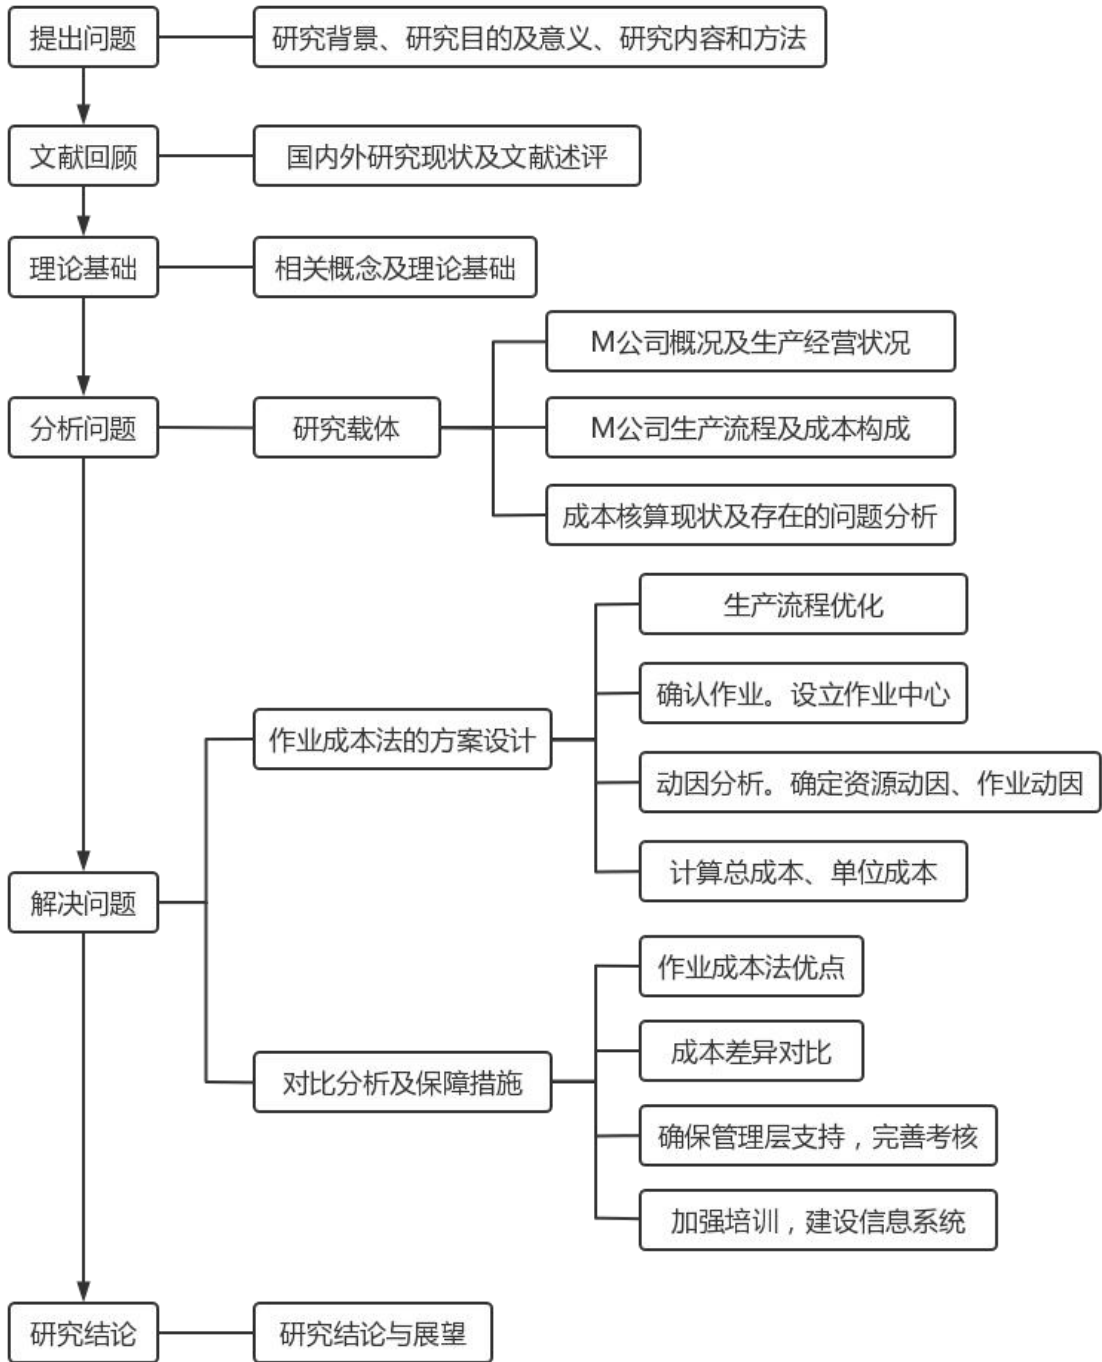 提出问题
研究背景、研究目的及意义、研究内容和方法
文献回顾
国内外研究现状及文献述评
理论基础
相关概念及理论基础
M公司概况及生产经营状况
分析问题
研究载体
M公司生产流程及成本构成
成本核算现状及存在的问题分析
生产流程优化
确认作业。设立作业中心
作业成本法的方案设计
动因分析。确定资源动因、作业动因
计算总成本、单位成本
解决问题
作业成本法优点
成本差异对比
对比分析及保障措施
确保管理层支持，完善考核
加强培训，建设信息系统
研究结论
研究结论与展望